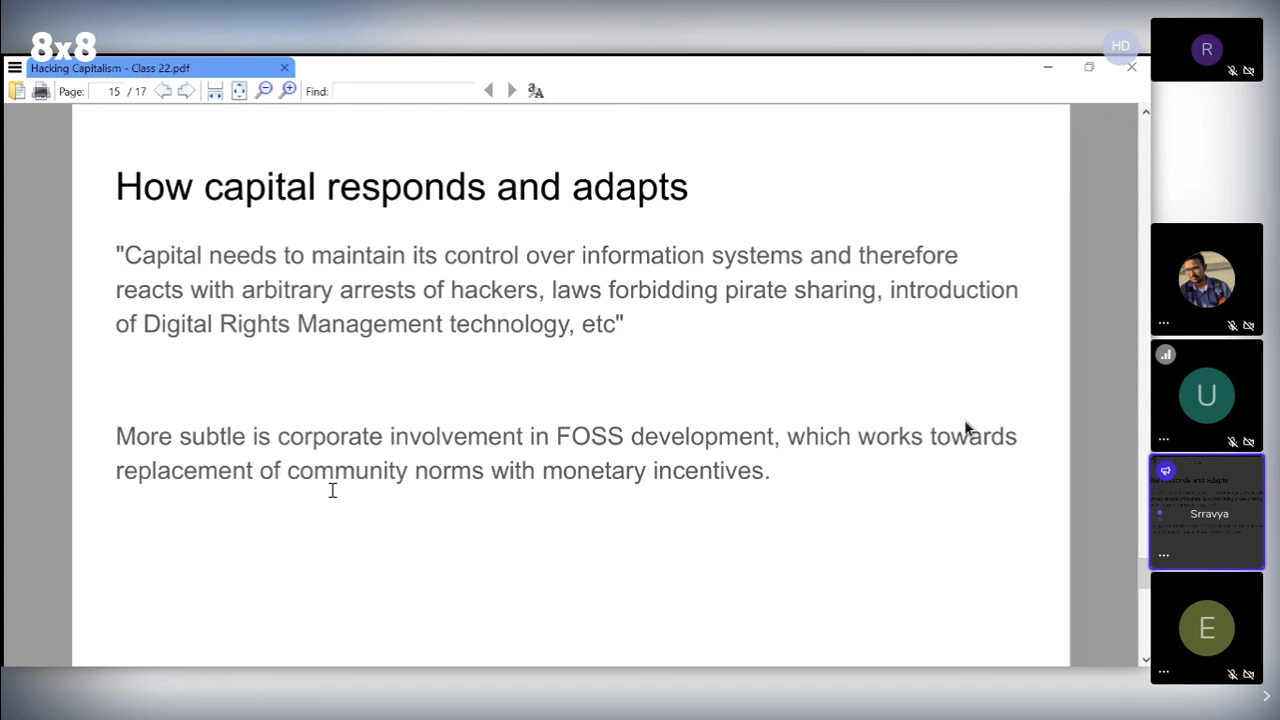 8x8
HD
R
Hacking Capitalism - Class 22.pdf
Page: 15 / 17 Find:
How capital responds and adapts
"Capital needs to maintain its control over information systems and therefore
reacts with arbitrary arrests of hackers, laws forbidding pirate sharing, introduction
of Digital Rights Management technology, etc"
More subtle is corporate involvement in FOSS development, which works towards
replacement of community norms with monetary incentives.
U
Srravya
E